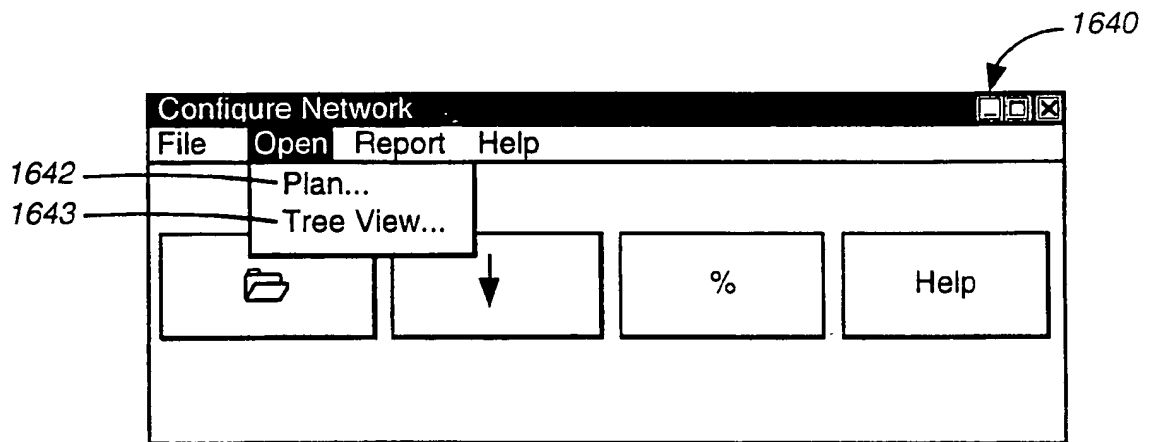 1640
Configure Network
File Open Report Help
1642 Plan...
1643 Tree View...
% Help